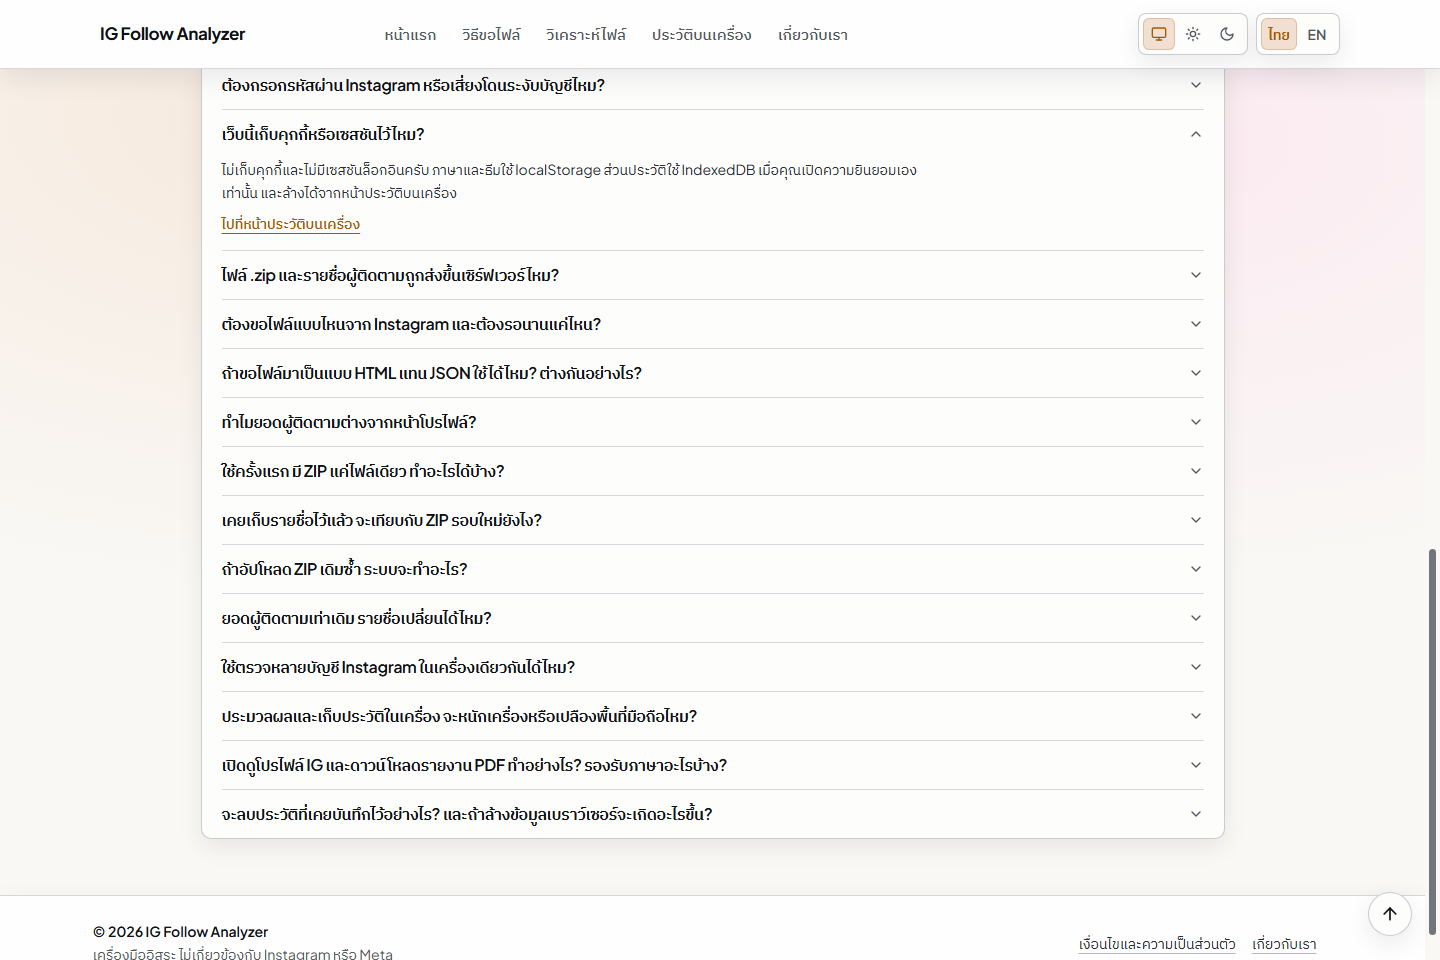 IG Follow Analyzer
หน้าแรก
วิธีขอไฟล์
วิเคราะห์ไฟล์
ประวัติบนเครื่อง
เกี่ยวกับเรา
ไทย
EN
ต้องกรอกรหัสผ่าน Instagram หรือเสี่ยงโดนระงับบัญชีไหม?
เว็บนี้เก็บคุกกี้หรือเซสชันไว้ไหม?
ไม่เก็บคุกกี้และไม่มีเซสชันล็อกอินครับ ภาษาและธีมใช้ localStorage ส่วนประวัติใช้ IndexedDB เมื่อคุณเปิดความยินยอมเอง
เท่านั้น และล้างได้จากหน้าประวัติบนเครื่อง
ไปที่หน้าประวัติบนเครื่อง
ไฟล์ .zip และรายชื่อผู้ติดตามถูกส่งขึ้นเซิร์ฟเวอร์ไหม?
ต้องขอไฟล์แบบไหนจาก Instagram และต้องรอนานแค่ไหน?
ถ้าขอไฟล์มาเป็นแบบ HTML แทน JSON ใช้ได้ไหม? ต่างกันอย่างไร?
ทำไมยอดผู้ติดตามต่างจากหน้าโปรไฟล์?
ใช้ครั้งแรก มี ZIP แค่ไฟล์เดียว ทำอะไรได้บ้าง?
เคยเก็บรายชื่อไว้แล้ว จะเทียบกับ ZIP รอบใหม่ยังไง?
ถ้าอัปโหลด ZIP เดิมซ้ำ ระบบจะทำอะไร?
ยอดผู้ติดตามเท่าเดิม รายชื่อเปลี่ยนได้ไหม?
ใช้ตรวจหลายบัญชี Instagram ในเครื่องเดียวกันได้ไหม?
ประมวลผลและเก็บประวัติในเครื่อง จะหนักเครื่องหรือเปลืองพื้นที่มือถือไหม?
เปิดดูโปรไฟล์ IG และดาวน์โหลดรายงาน PDF ทำอย่างไร? รองรับภาษาอะไรบ้าง?
จะลบประวัติที่เคยบันทึกไว้อย่างไร? และถ้าล้างข้อมูลเบราว์เซอร์จะเกิดอะไรขึ้น?
© 2026 IG Follow Analyzer
เครื่องมืออิสระ ไม่เกี่ยวข้องกับ Instagram หรือ Meta
เงื่อนไขและความเป็นส่วนตัว
เกี่ยวกับเรา